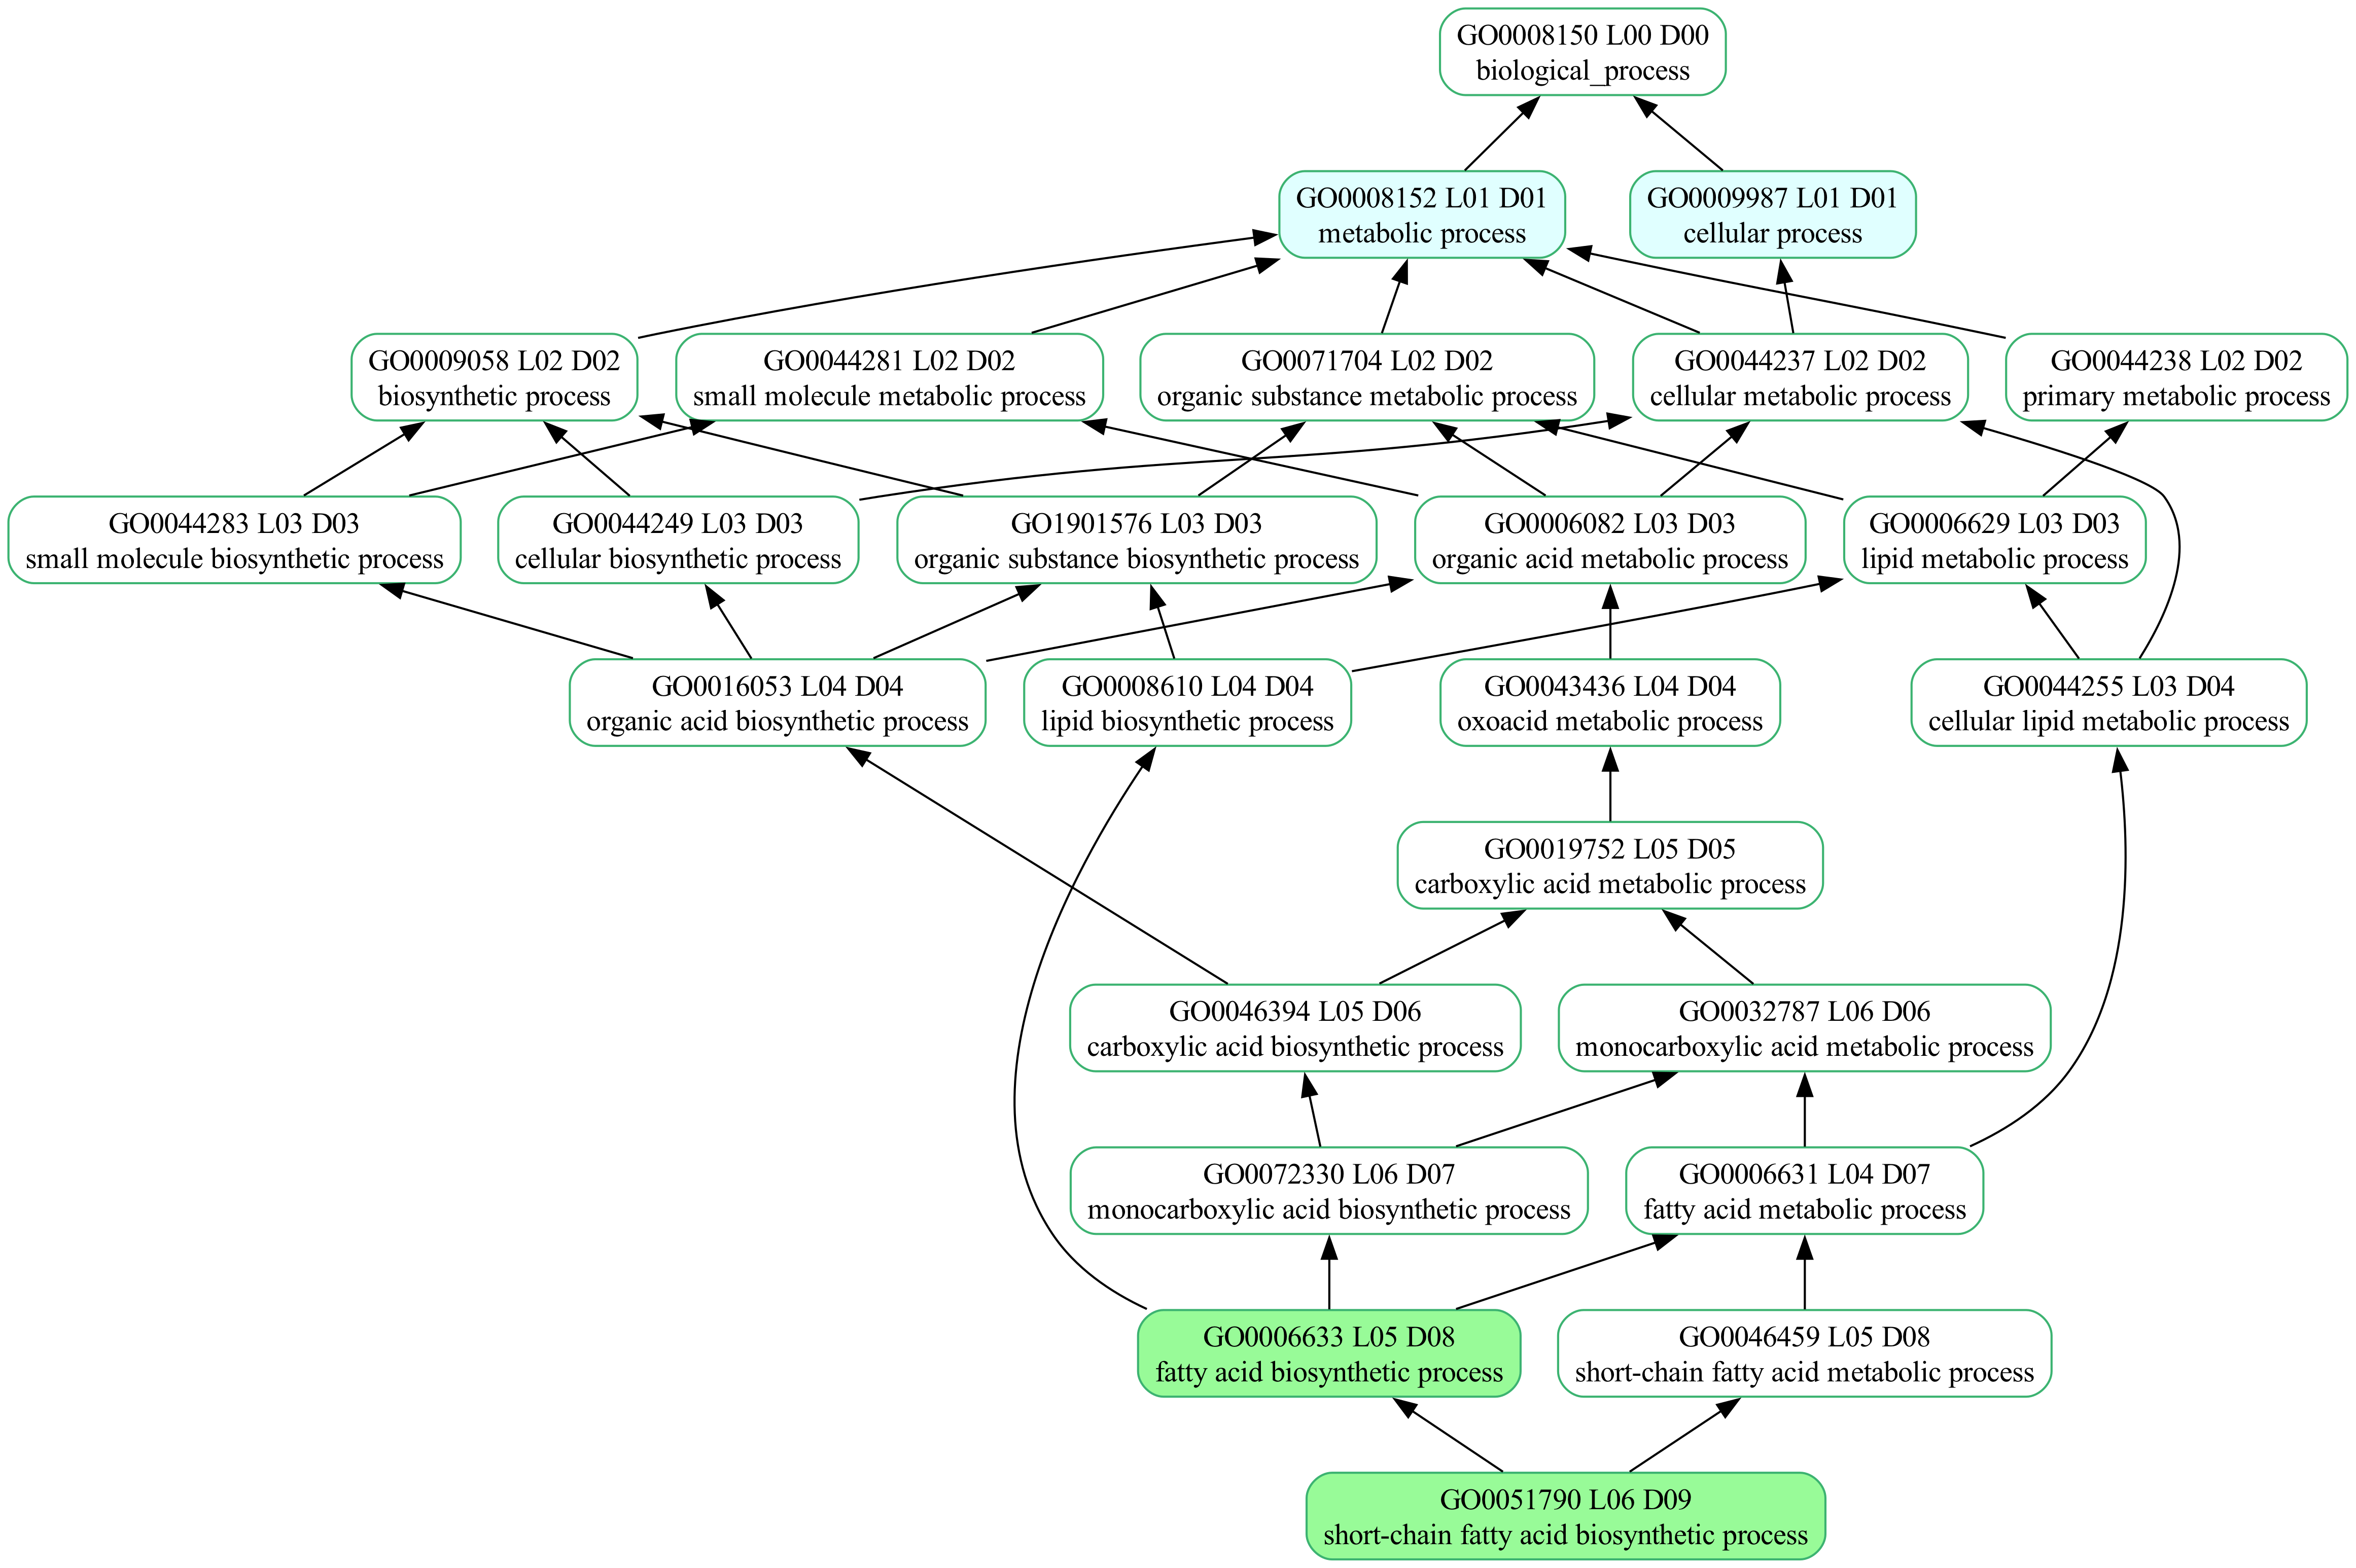 GO0008150 L00 D00
biological_process
GO0008152 L01 D01
metabolic process
GO0009987 L01 D01
cellular process
GO0009058 L02 D02
biosynthetic process
GO0044281 L02 D02
small molecule metabolic process
GO0071704 L02 D02
organic substance metabolic process
GO0044237 L02 D02
cellular metabolic process
GO0044238 L02 D02
primary metabolic process
GO0044283 L03 D03
small molecule biosynthetic process
GO0044249 L03 D03
cellular biosynthetic process
GO1901576 L03 D03
organic substance biosynthetic process
GO0006082 L03 D03
organic acid metabolic process
GO0006629 L03 D03
lipid metabolic process
GO0016053 L04 D04
organic acid biosynthetic process
GO0008610 L04 D04
lipid biosynthetic process
GO0043436 L04 D04
oxoacid metabolic process
GO0044255 L03 D04
cellular lipid metabolic process
GO0019752 L05 D05
carboxylic acid metabolic process
GO0046394 L05 D06
carboxylic acid biosynthetic process
GO0032787 L06 D06
monocarboxylic acid metabolic process
GO0072330 L06 D07
monocarboxylic acid biosynthetic process
GO0006631 L04 D07
fatty acid metabolic process
GO0006633 L05 D08
fatty acid biosynthetic process
GO0046459 L05 D08
short-chain fatty acid metabolic process
GO0051790 L06 D09
short-chain fatty acid biosynthetic process